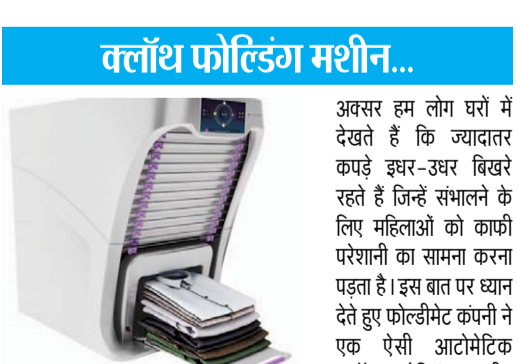 क्लॉथ फोल्डिंग मशीन...
अक्सर हम लोग घरों में
देखते हैं कि ज्यादातर
कपड़े इधर-उधर बिखरे
रहते हैं जिन्हें संभालने के
लिए महिलाओं को काफी
परेशानी का सामना करना
पड़ता है। इस बात पर ध्यान
देते हुए फोल्डीमेट कंपनी ने
एक ऐसी आटोमेटिक